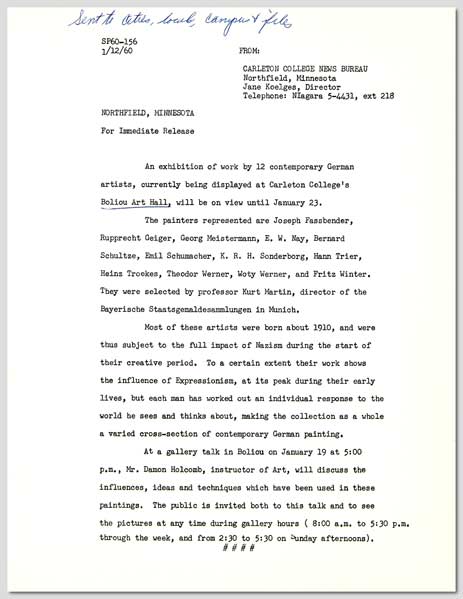 Sent to cities, local, campus & files
SP60-156
1/12/60
FROM:
CARLETON COLLEGE NEWS BUREAU
Northfield, Minnesota
Jane Koelges, Director
Telephone: NIagara 5-4431, ext 218
NORTHFIELD, MINNESOTA
For Immediate Release
An exhibition of work by 12 contemporary German
artists, currently being displayed at Carleton College's
Boliou Art Hall, will be on view until January 23.
The painters represented are Joseph Fassbender,
Rupprecht Geiger, Georg Meistermann, E. W. Nay, Bernard
Schultze, Emil Schumacher, K. R. H. Sonderborg, Hann Trier,
Heinz Troekes, Theodor Werner, Woty Werner, and Fritz Winter.
They were selected by professor Kurt Martin, director of the
Bayerische Staatsgemaldesammlungen in Munich.
Most of these artists were born about 1910, and were
thus subject to the full impact of Nazism during the start of
their creative period. To a certain extent their work shows
the influence of Expressionism, at its peak during their early
lives, but each man has worked out an individual response to the
world he sees and thinks about, making the collection as a whole
a varied cross-section of contemporary German painting.
At a gallery talk in Boliou on January 19 at 5:00
p.m., Mr. Damon Holcomb, instructor of Art, will discuss the
influences, ideas and techniques which have been used in these
paintings. The public is invited both to this talk and to see
the pictures at any time during gallery hours ( 8:00 a.m. to 5:30 p.m.
through the week, and from 2:30 to 5:30 on Sunday afternoons).
# # # #